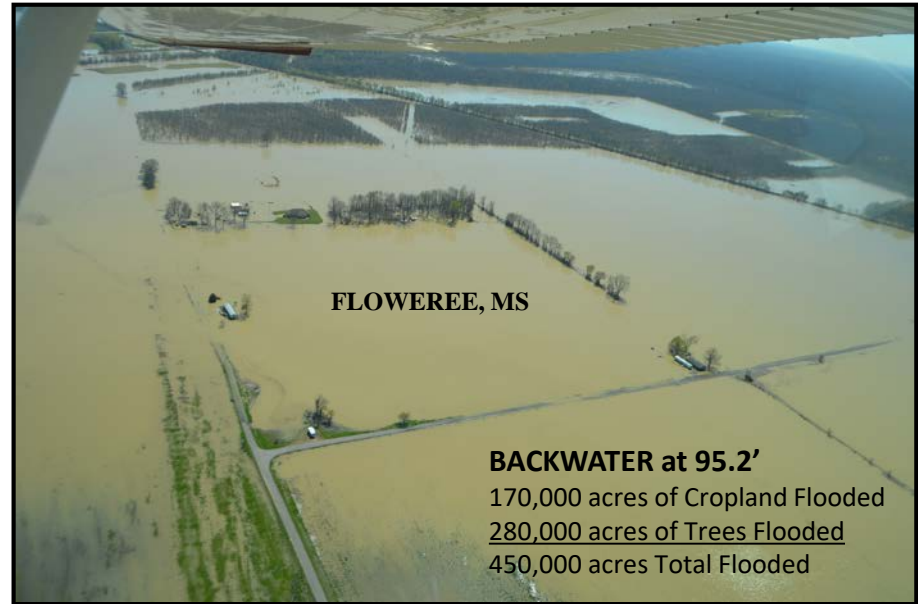 FLOWEREE, MS
BACKWATER at 95.2’
170,000 acres of Cropland Flooded
280,000 acres of Trees Flooded
450,000 acres Total Flooded